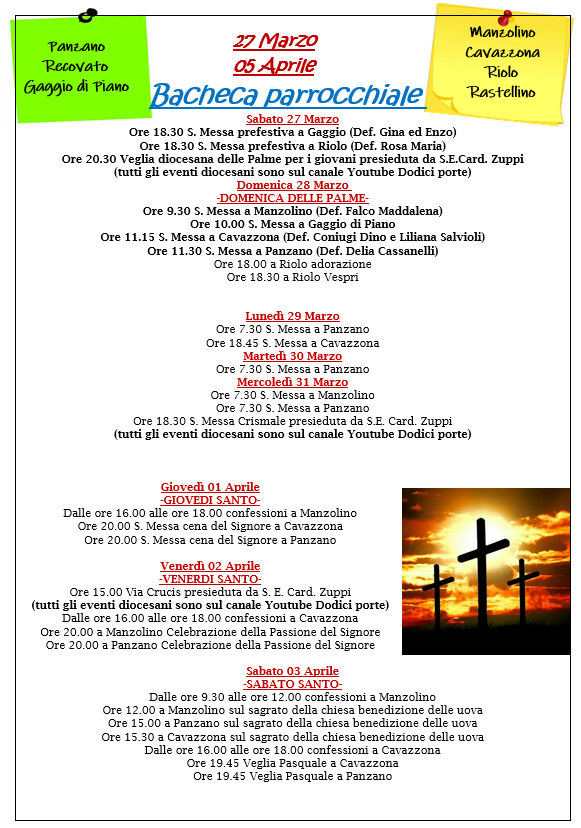 Panzano
Recovato
Gaggio di Piano
27 Marzo
05 Aprile
Bacheca parrocchiale
Manzolino
Cavazzona
Riolo
Rastellino
Sabato 27 Marzo
Ore 18.30 S. Messa prefestiva a Gaggio (Def. Gina ed Enzo)
Ore 18.30 S. Messa prefestiva a Riolo (Def. Rosa Maria)
Ore 20.30 Veglia diocesana delle Palme per i giovani presieduta da S.E.Card. Zuppi
(tutti gli eventi diocesani sono sul canale Youtube Dodici porte)
Domenica 28 Marzo
-DOMENICA DELLE PALME-
Ore 9.30 S. Messa a Manzolino (Def. Falco Maddalena)
Ore 10.00 S. Messa a Gaggio di Piano
Ore 11.15 S. Messa a Cavazzona (Def. Coniugi Dino e Liliana Salvioli)
Ore 11.30 S. Messa a Panzano (Def. Delia Cassanelli)
Ore 18.00 a Riolo adorazione
Ore 18.30 a Riolo Vespri
Lunedì 29 Marzo
Ore 7.30 S. Messa a Panzano
Ore 18.45 S. Messa a Cavazzona
Martedì 30 Marzo
Ore 7.30 S. Messa a Panzano
Mercoledì 31 Marzo
Ore 7.30 S. Messa a Manzolino
Ore 7.30 S. Messa a Panzano
Ore 18.30 S. Messa Crismale presieduta da S.E. Card. Zuppi
(tutti gli eventi diocesani sono sul canale Youtube Dodici porte)
Giovedì 01 Aprile
-GIOVEDI SANTO-
Dalle ore 16.00 alle ore 18.00 confessioni a Manzolino
Ore 20.00 S. Messa cena del Signore a Cavazzona
Ore 20.00 S. Messa cena del Signore a Panzano
Venerdì 02 Aprile
-VENERDI SANTO-
Ore 15.00 Via Crucis presieduta da S. E. Card. Zuppi
(tutti gli eventi diocesani sono sul canale Youtube Dodici porte)
Dalle ore 16.00 alle ore 18.00 confessioni a Cavazzona
Ore 20.00 a Manzolino Celebrazione della Passione del Signore
Ore 20.00 a Panzano Celebrazione della Passione del Signore
Sabato 03 Aprile
-SABATO SANTO-
Dalle ore 9.30 alle ore 12.00 confessioni a Manzolino
Ore 12.00 a Manzolino sul sagrato della chiesa benedizione delle uova
Ore 15.00 a Panzano sul sagrato della chiesa benedizione delle uova
Ore 15.30 a Cavazzona sul sagrato della chiesa benedizione delle uova
Dalle ore 16.00 alle ore 18.00 confessioni a Cavazzona
Ore 19.45 Veglia Pasquale a Cavazzona
Ore 19.45 Veglia Pasquale a Panzano